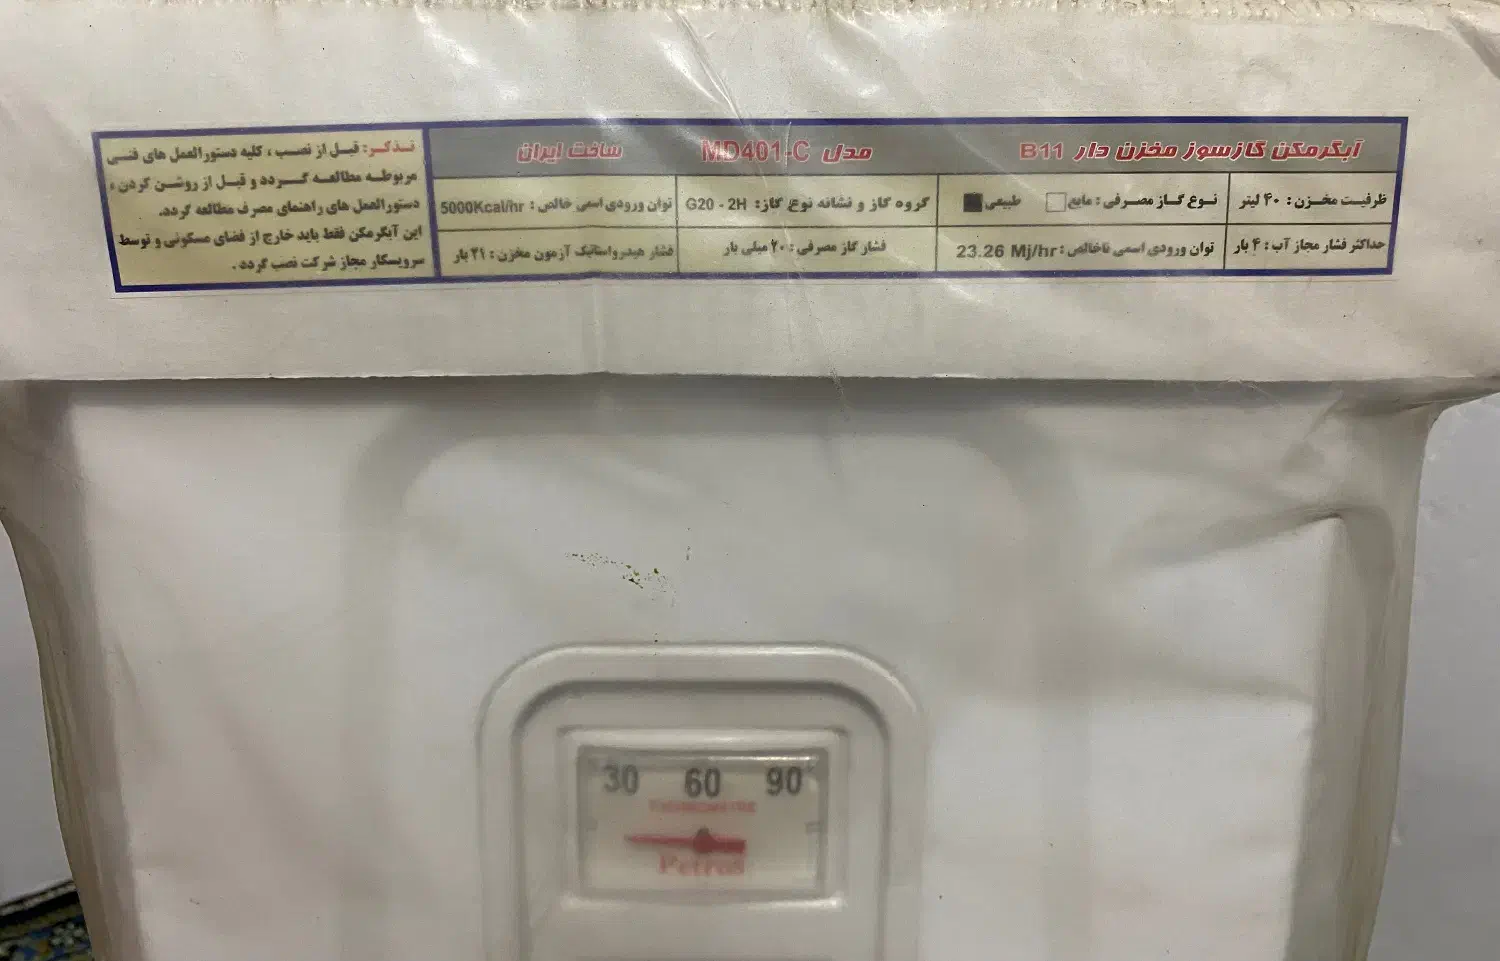 آبگرمکن گازسوز مخزن دار B11 مدل MD401-C ساخت ایران
ظرفیت مخزن : ۴۰ لیتر
نوع گاز مصرفی : مایع طبیعی
گروه گاز و نشانه نوع گاز: G20 - 2H
توان ورودی اسمی خالص : 5000Kcal/hr
حداکثر فشار مجاز آب : ۴ بار
توان ورودی اسمی ناخالص : 23.26 Mj/hr
فشار گاز مصرفی : ۲۰ میلی بار
فشار هیدرواستاتیک آزمون مخزن : ۲۱ بار
تذکر: قبل از نصب ، کلیه دستورالعمل های فنی
مربوطه مطالعه گردد و قبل از روشن کردن ،
دستورالعمل های راهنمای مصرف مطالعه گردد.
این آبگرمکن فقط باید خارج از فضای مسکونی و توسط
سرویسکار مجاز شرکت نصب گردد .
30 60 90
THERMOMETRE
Petros